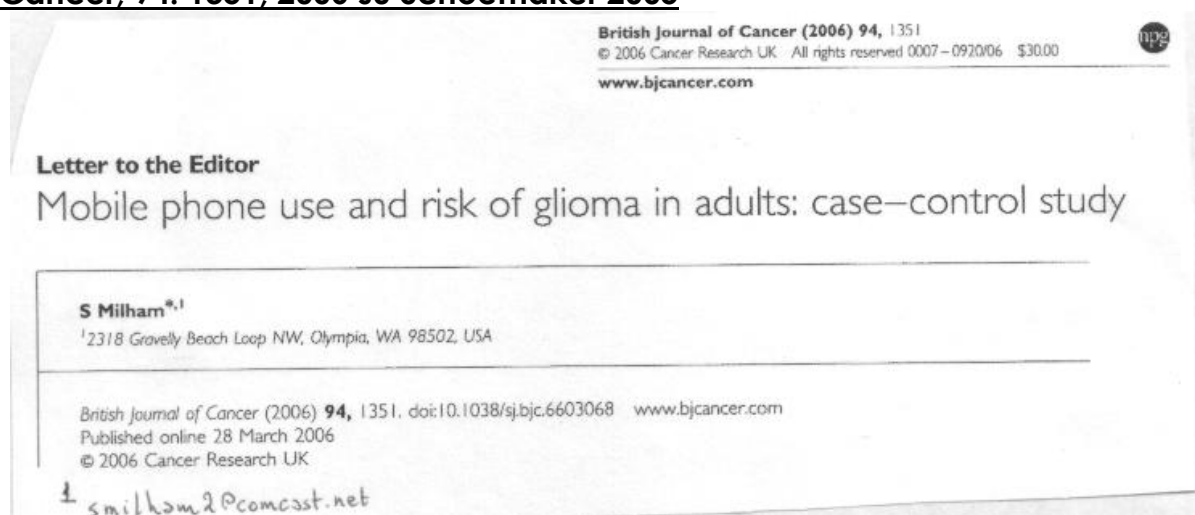 British Journal of Cancer (2006) 94, 1351
© 2006 Cancer Research UK All rights reserved 0007–0920/06 $30.00
npg
www.bjcancer.com
Letter to the Editor
Mobile phone use and risk of glioma in adults: case–control study
S Milham*,1
12318 Gravelly Beach Loop NW, Olympia, WA 98502, USA
British Journal of Cancer (2006) 94, 1351. doi:10.1038/sj.bjc.6603068 www.bjcancer.com
Published online 28 March 2006
© 2006 Cancer Research UK
1 smilham2@comcast.net